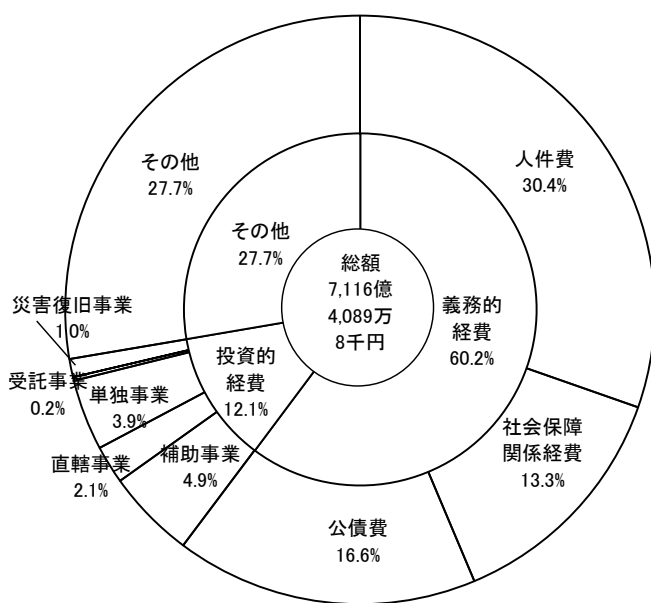 その他
27.7%
人件費
30.4%
その他
27.7%
総額
7,116億
4,089万
8千円
義務的
経費
60.2%
災害復旧事業
1.0%
受託事業
0.2%
単独事業
3.9%
投資的
経費
12.1%
直轄事業
2.1%
補助事業
4.9%
社会保障
関係経費
13.3%
公債費
16.6%